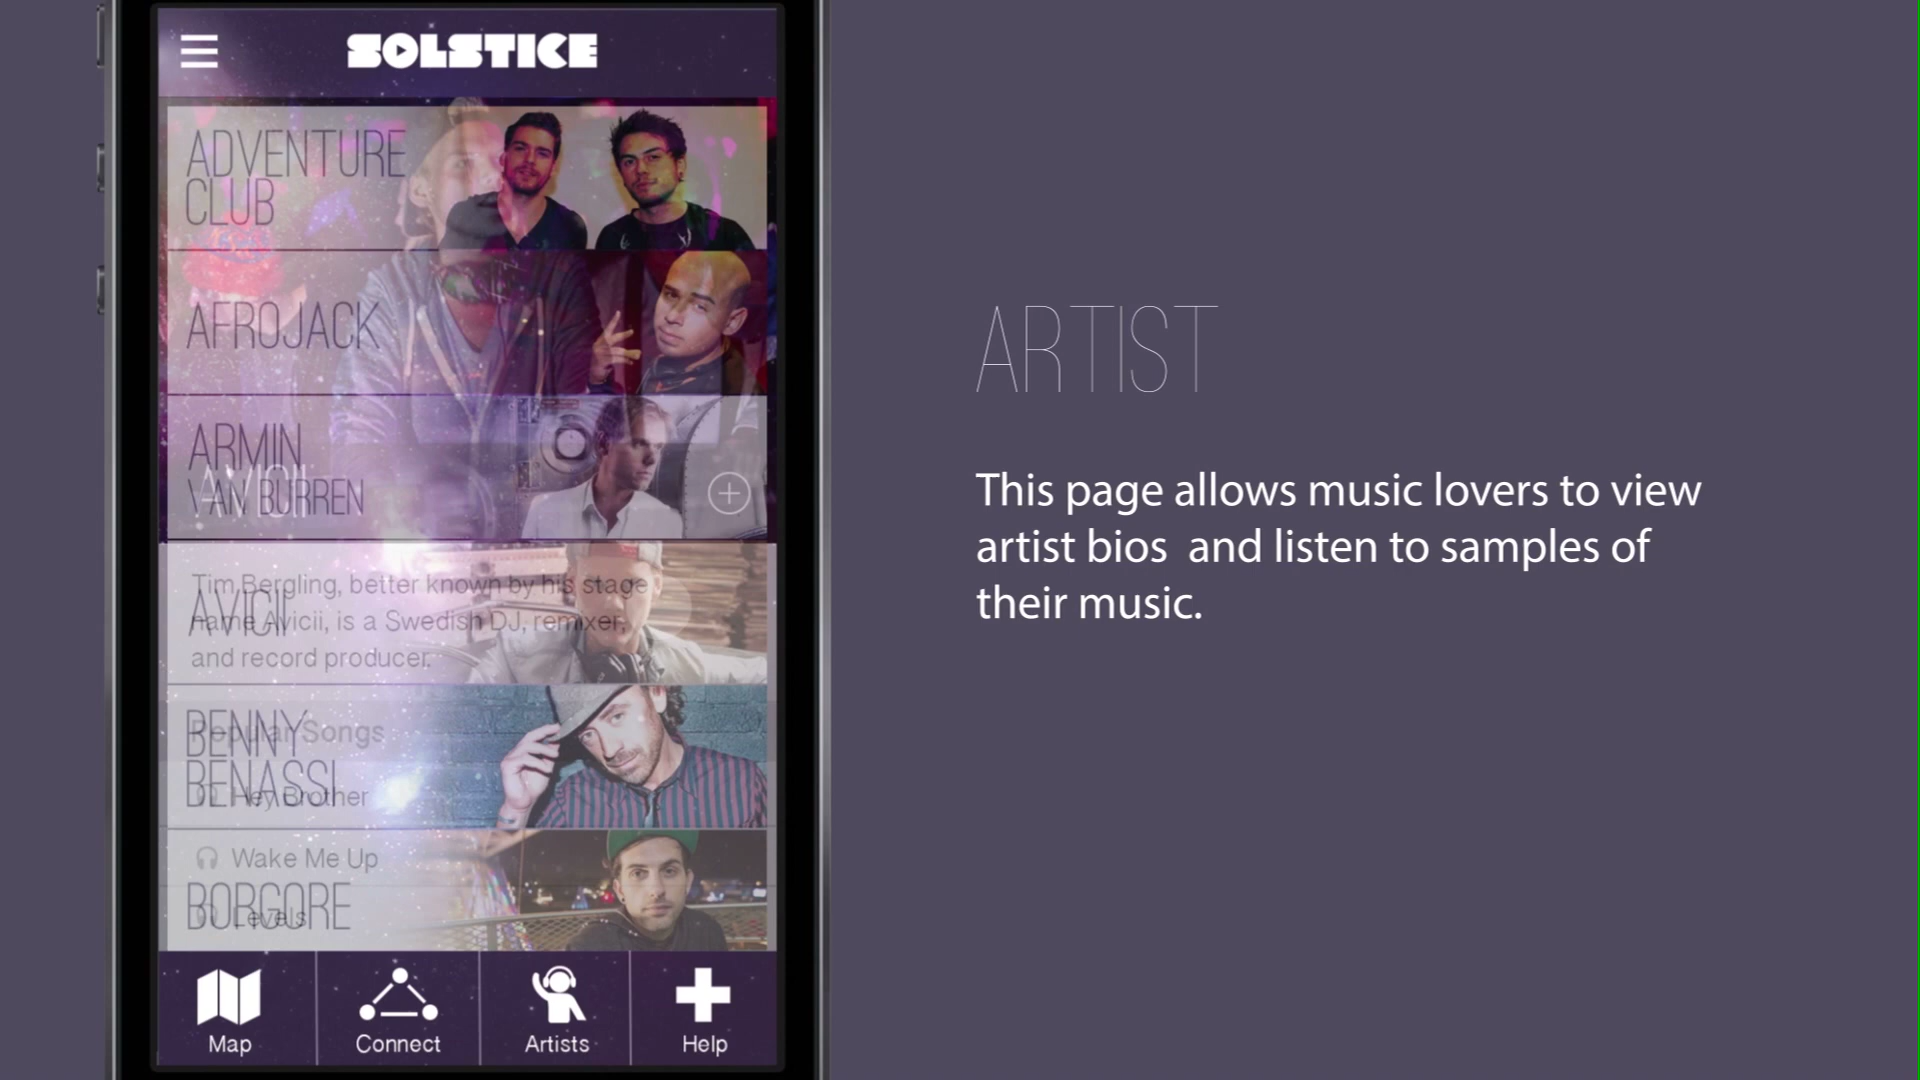 SOLSTICE
ADVENTURE
CLUB
AFROJACK
ARMIN
VAN BURREN
AVICII
Tim Bergling, better known by his stage
name Avicii, is a Swedish DJ, remixer,
and record producer.
AVICII
Popular Songs
BENNY
BENASSI
Hey Brother
Wake Me Up
BORGORE
Levels
Map
Connect
Artists
Help
ARTIST
This page allows music lovers to view
artist bios  and listen to samples of
their music.